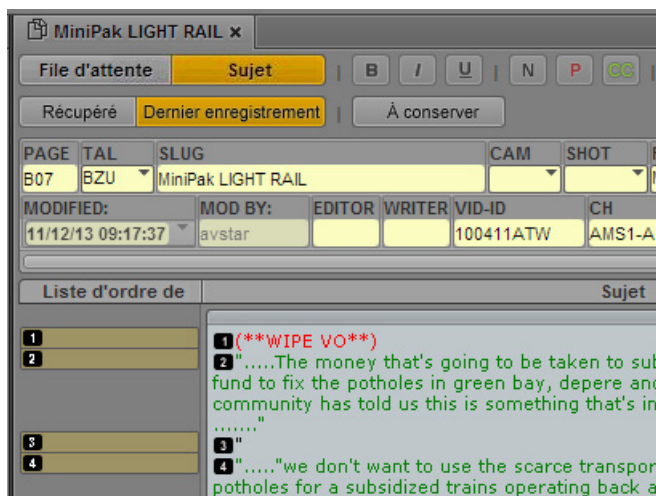 MiniPak LIGHT RAIL x
File d'attente Sujet | B I U | N P CC |
Récupéré Dernier enregistrement | À conserver
PAGE TAL SLUG CAM SHOT
B07 BZU MiniPak LIGHT RAIL
MODIFIED: MOD BY: EDITOR WRITER VID-ID CH
11/12/13 09:17:37 avstar 100411ATW AMS1-A
Liste d'ordre de Sujet
1 1 (**WIPE VO**)
2 2 ".....The money that's going to be taken to sub
fund to fix the potholes in green bay, depere and
community has told us this is something that's in
......."
3 3 "
4 4 "....."we don't want to use the scarce transpor
potholes for a subsidized trains operating back a